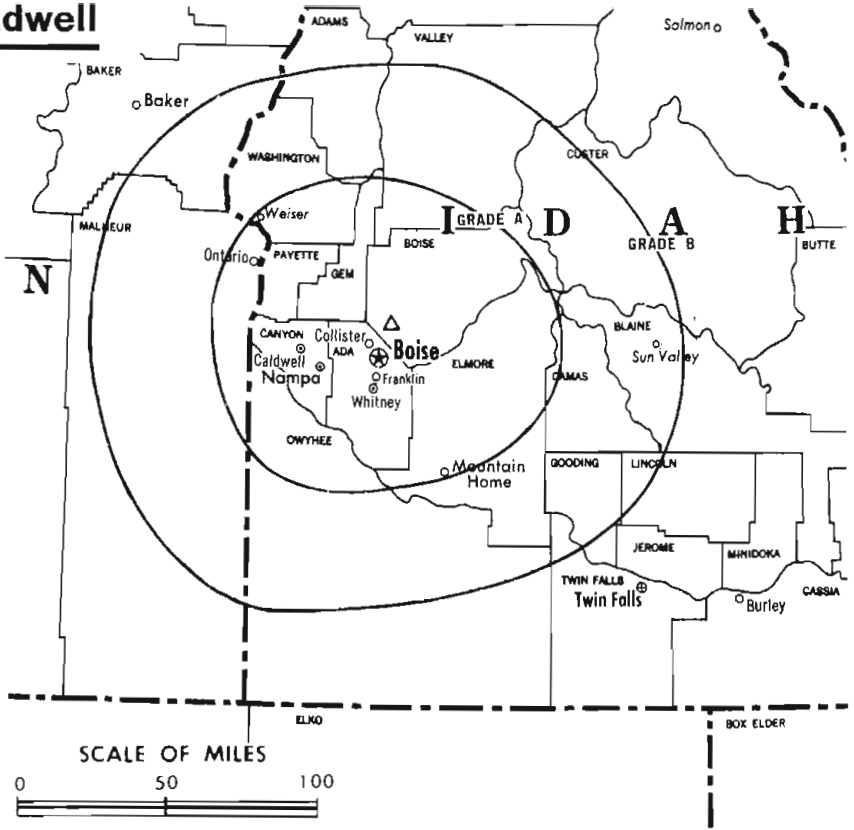 dwell
ADAMS
VALLEY
Salmon
BAKER
Baker
WASHINGTON
CUSTER
MALHEUR
Weiser
I GRADE A D A H
GRADE B
BOISE
BUTTE
Ontario
PAYETTE
GEM
N
CANYON
Collister
ADA
Boise
BLAINE
Sun Valley
Caldwell
Nampa
Franklin
ELMORE
CAMAS
Whitney
OWYHEE
Mountain
Home
GOODING
LINCOLN
JEROME
MINIDOKA
TWIN FALLS
Twin Falls
CASSIA
Burley
ELKO
BOX ELDER
SCALE OF MILES
0 50 100